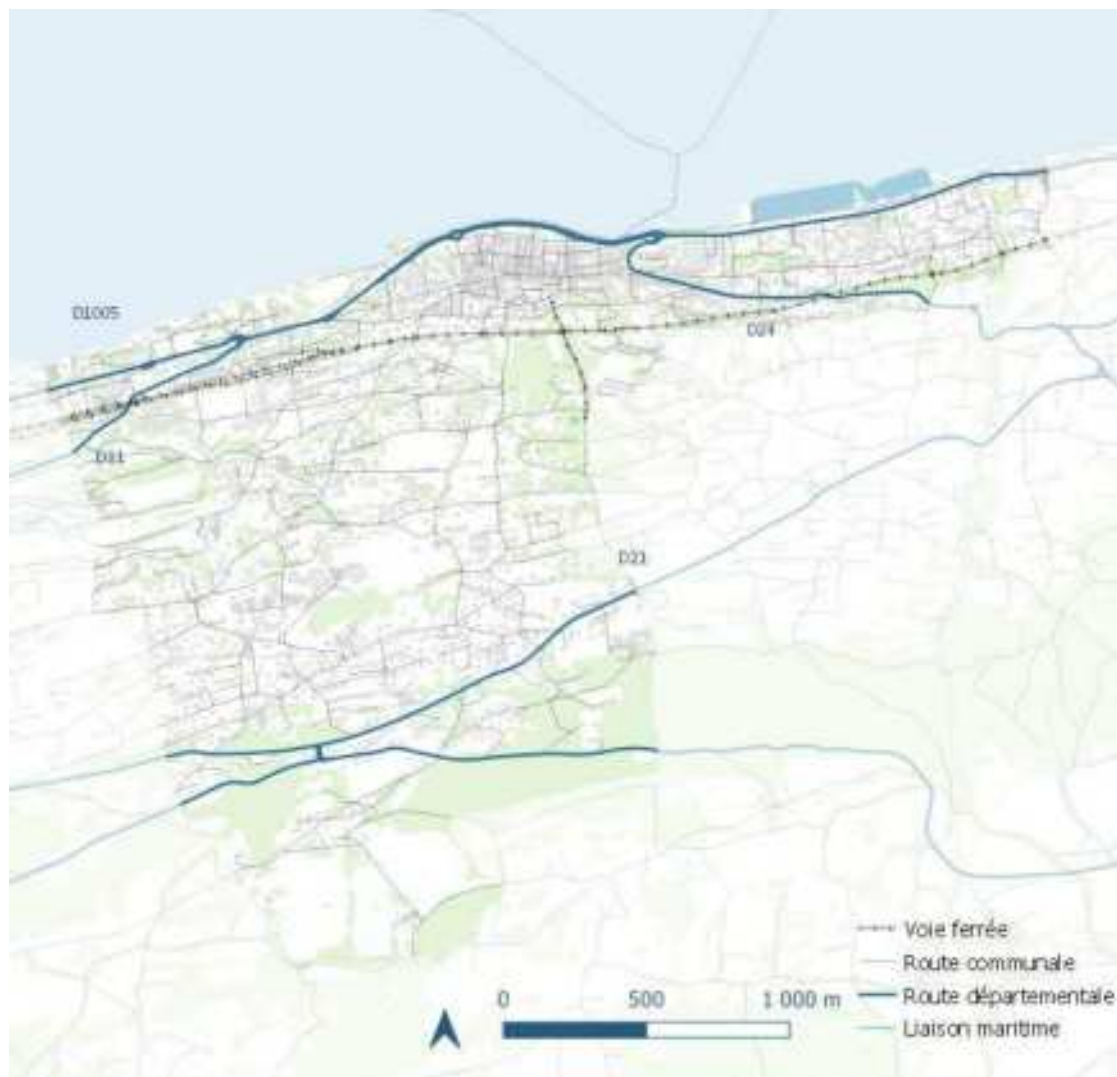 D1005
D24
D11
D21
Voie ferrée
Route communale
Route départementale
Liaison maritime
0 500 1 000 m